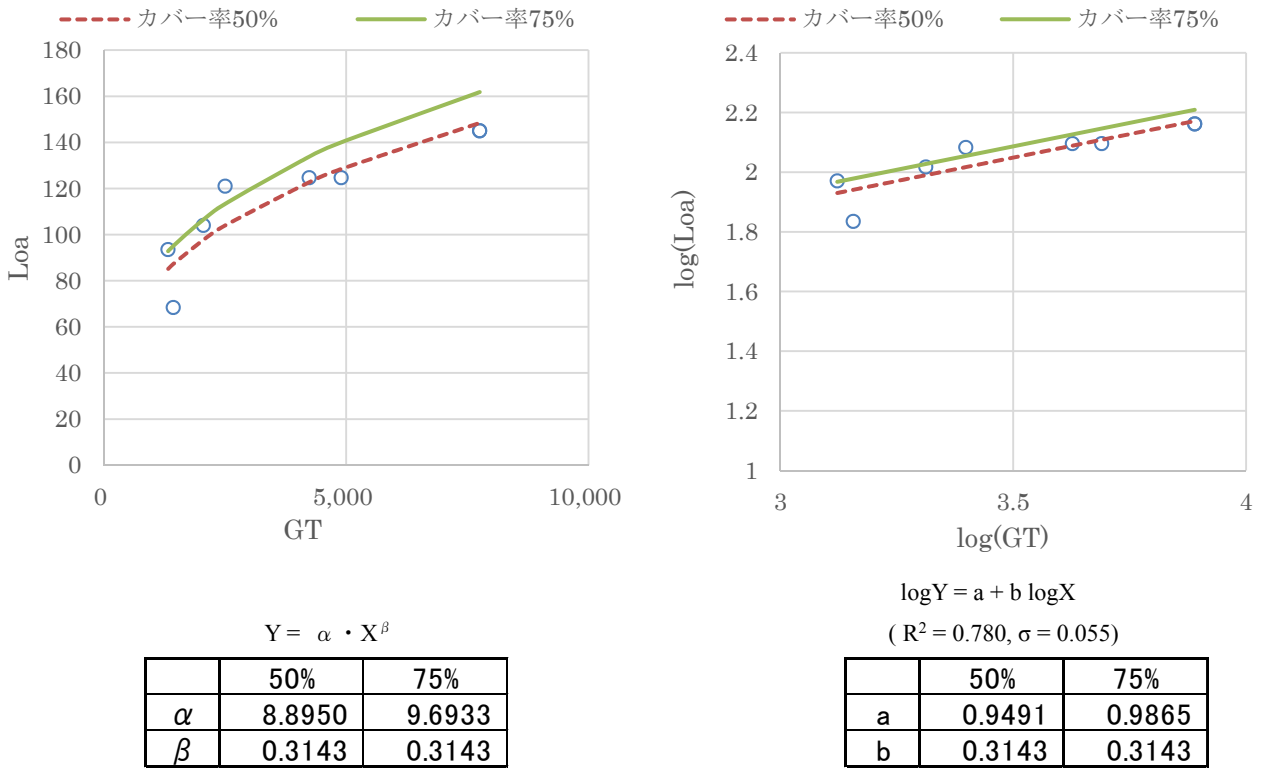 カバー率50% カバー率75%
180
160
140
120
100
80
60
40
20
0
Loa
0 5,000 10,000
GT
Y = α ・ X^β
50% 75%
α 8.8950 9.6933
β 0.3143 0.3143
カバー率50% カバー率75%
2.4
2.2
2
1.8
1.6
1.4
1.2
1
log(Loa)
3 3.5 4
log(GT)
logY = a + b logX
( R² = 0.780, σ = 0.055)
50% 75%
a 0.9491 0.9865
b 0.3143 0.3143